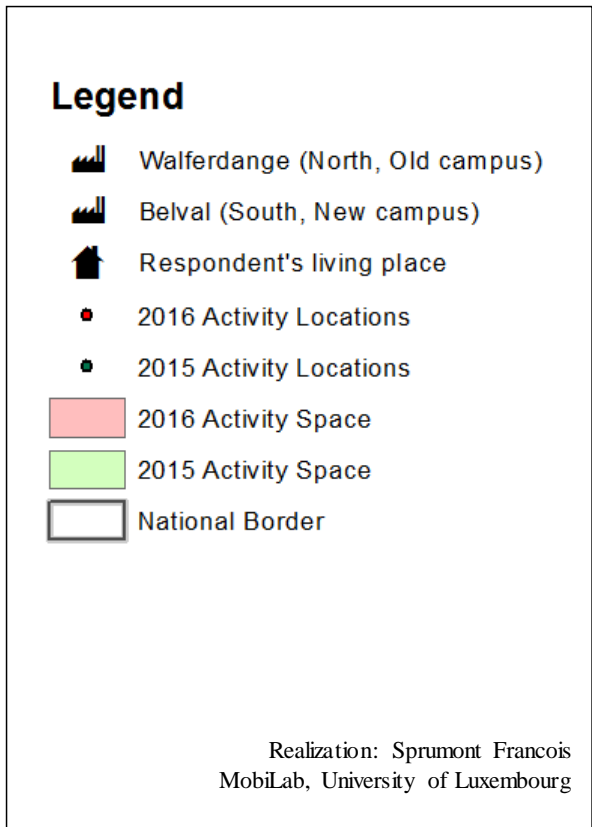 Legend
Walferdange (North, Old campus)
Belval (South, New campus)
Respondent's living place
2016 Activity Locations
2015 Activity Locations
2016 Activity Space
2015 Activity Space
National Border
Realization: Sprumont Francois
MobiLab, University of Luxembourg